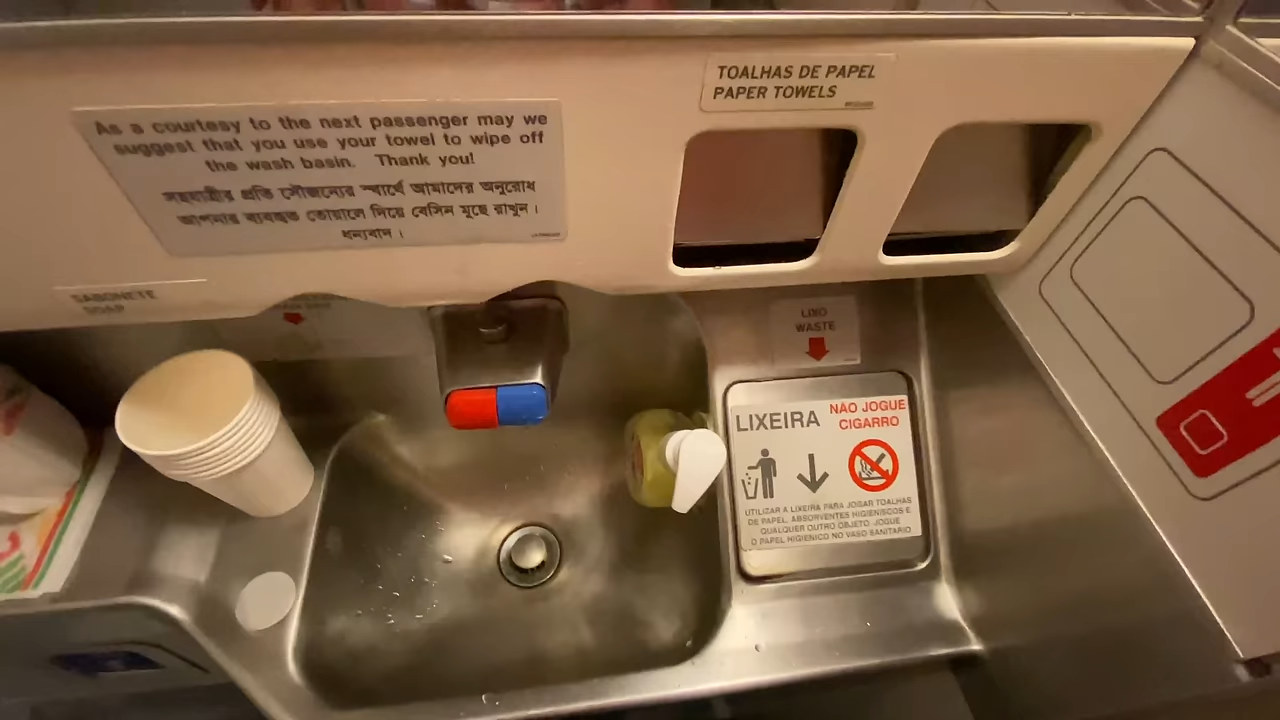 As a courtesy to the next passenger may we
suggest that you use your towel to wipe off
the wash basin. Thank you!
সহযাত্রীর প্রতি সৌজন্যের স্বার্থে আমাদের অনুরোধ
আপনার ব্যবহৃত তোয়ালে দিয়ে বেসিন মুছে রাখুন।
ধন্যবাদ।
TOALHAS DE PAPEL
PAPER TOWELS
SABONETE
SOAP
LIXO
WASTE
LIXEIRA
NÃO JOGUE
CIGARRO
UTILIZAR A LIXEIRA PARA JOGAR TOALHAS
DE PAPEL, ABSORVENTES HIGIENISCOS E
QUALQUER OUTRO OBJETO. JOGUE
O PAPEL HIGIENICO NO VASO SANITARIO